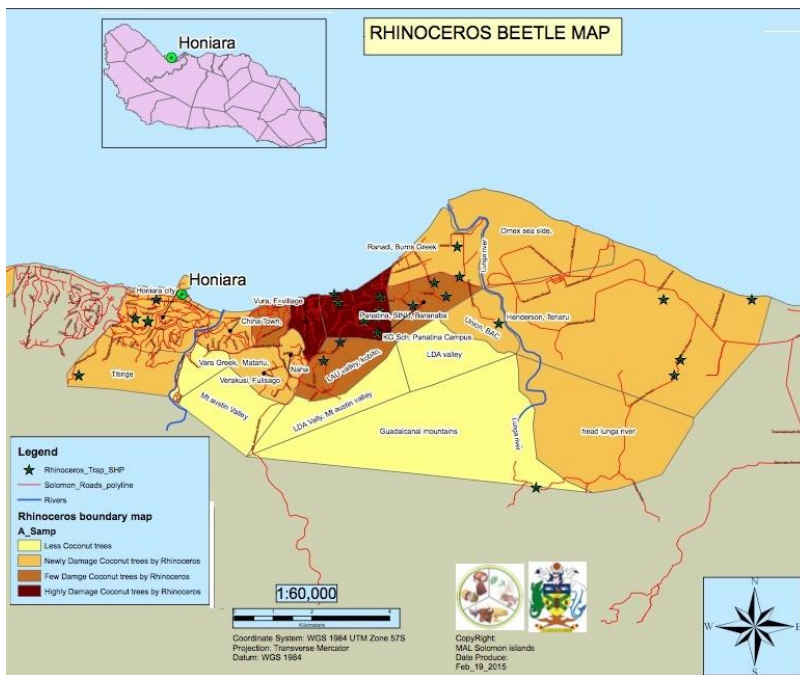 Honiara
RHINOCEROS BEETLE MAP
Ormex sea side,
Ranadi, Burns Greek
Lunga river
Honiara
Honiara city
Vura, F-village
China Town,
Panatina, SINU, Baranaba
Henderson, Tenaru
Union, BAC
KG Sch, Panatina Campus
LDA valley
Vara Greek, Mataru,
Naha
LAU valley, kobito,
Titinge
Verakusi, Fulisago
Mt austin Valley
LDA Vally, Mt austin valley
Guadalcanal mountains
Lunga river
head lunga river
Legend
Rhinoceros_Trap_SHP
Solomon_Roads_polyline
Rivers
Rhinoceros boundary map
A_Samp
Less Coconut trees
Newly Damage Coconut trees by Rhinoceros
Few Damge Coconut trees by Rhinoceros
Highly Damage Coconut trees by Rhinoceros
1:60,000
Kilometers
Coordinate System: WGS 1984 UTM Zone 57S
Projection: Transverse Mercator
Datum: WGS 1984
CopyRight:
MAL Solomon islands
Date Produce:
Feb_19_2015
N
W
E
S